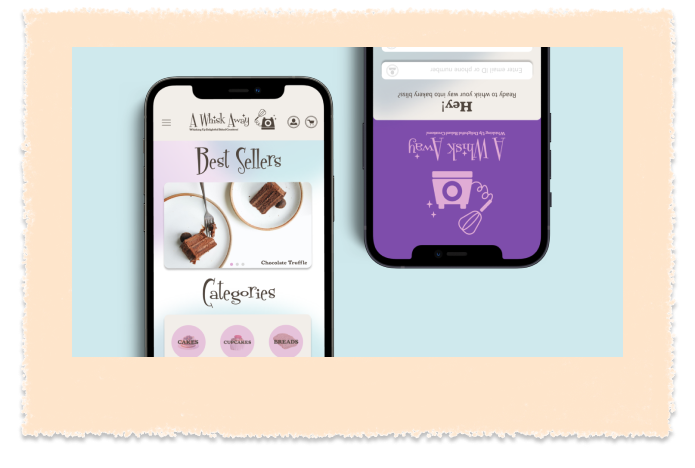 A Whisk Away
Whisking Up Delightful Baked Creations!
Best Sellers
Chocolate Truffle
Categories
CAKES
CUPCAKES
BREADS
A Whisk Away
Whisking Up Delightful Baked Creations!
Hey!
Ready to whisk your way into bakery bliss?
Enter email ID or phone number